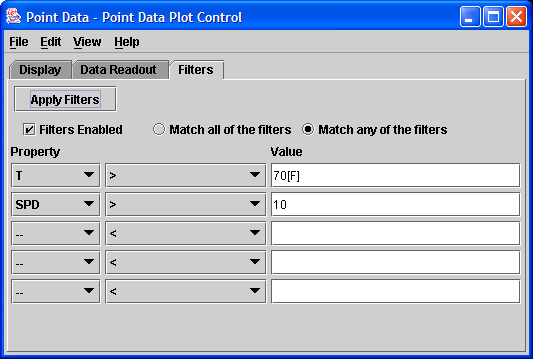 Point Data - Point Data Plot Control
File Edit View Help
Display Data Readout Filters
Apply Filters
Filters Enabled Match all of the filters Match any of the filters
Property Value
T > 70[F]
SPD > 10
-- <
-- <
-- <